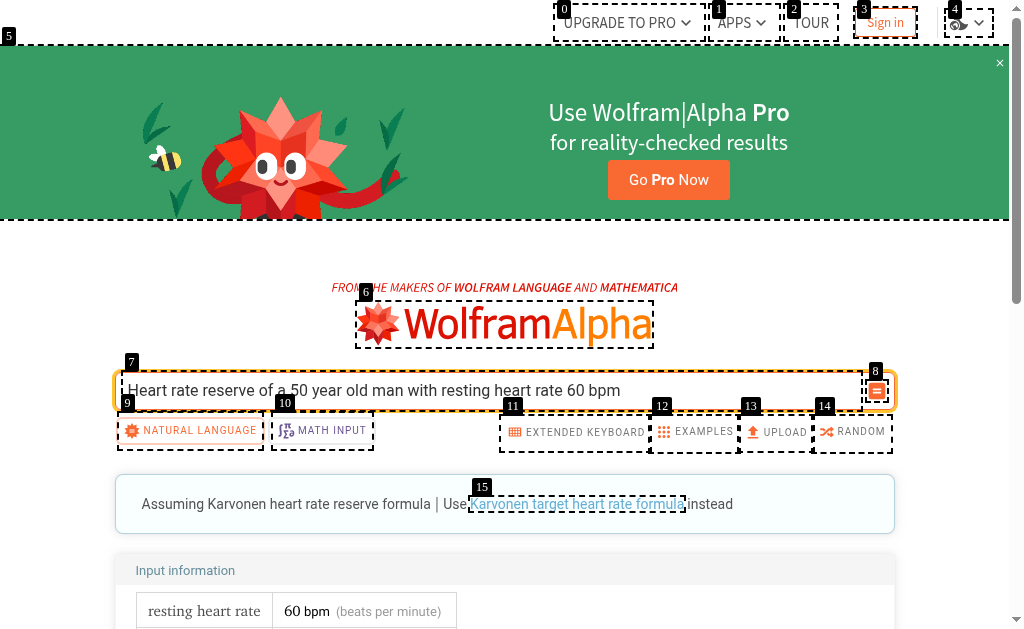 0 UPGRADE TO PRO 1 APPS 2 TOUR 3 Sign in 4
5
×
Use Wolfram|Alpha Pro
for reality-checked results
Go Pro Now
FROM THE MAKERS OF WOLFRAM LANGUAGE AND MATHEMATICA
6
WolframAlpha
7
8
Heart rate reserve of a 50 year old man with resting heart rate 60 bpm
9 NATURAL LANGUAGE 10 MATH INPUT 11 EXTENDED KEYBOARD 12 EXAMPLES 13 UPLOAD 14 RANDOM
15
Assuming Karvonen heart rate reserve formula | Use Karvonen target heart rate formula instead
Input information
resting heart rate 60 bpm (beats per minute)